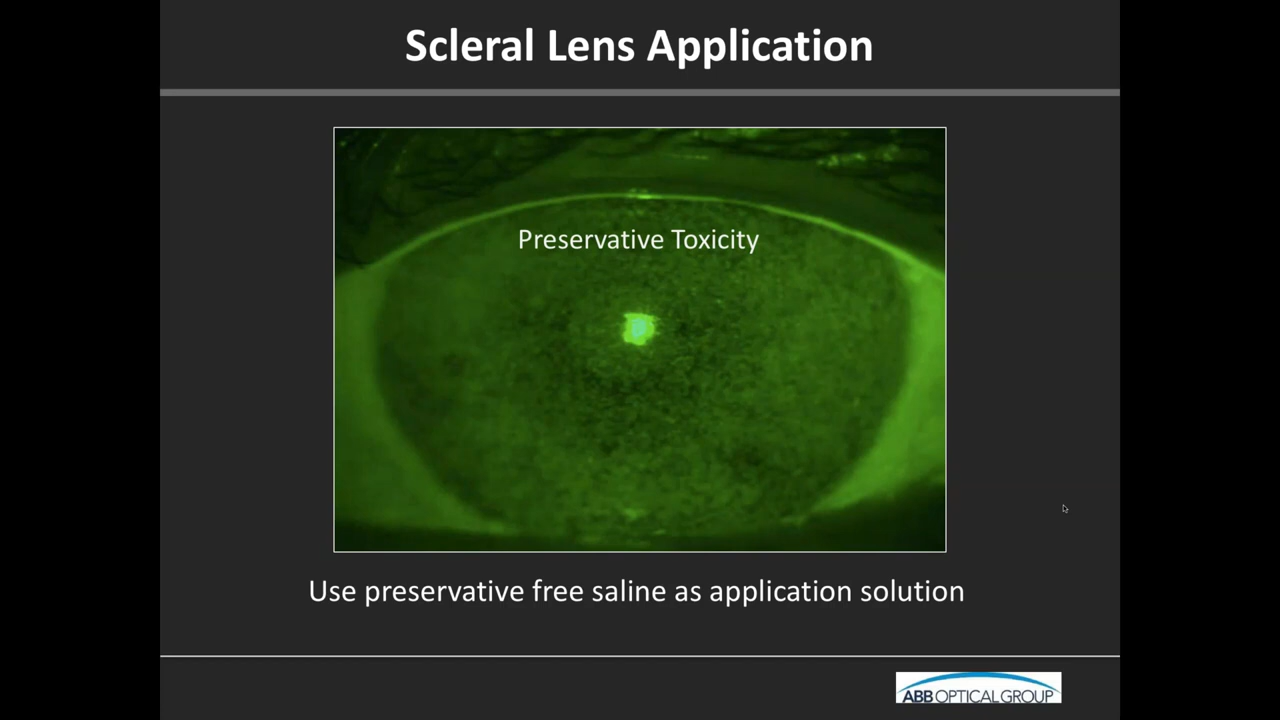 Scleral Lens Application
Preservative Toxicity
Use preservative free saline as application solution
ABB OPTICAL GROUP